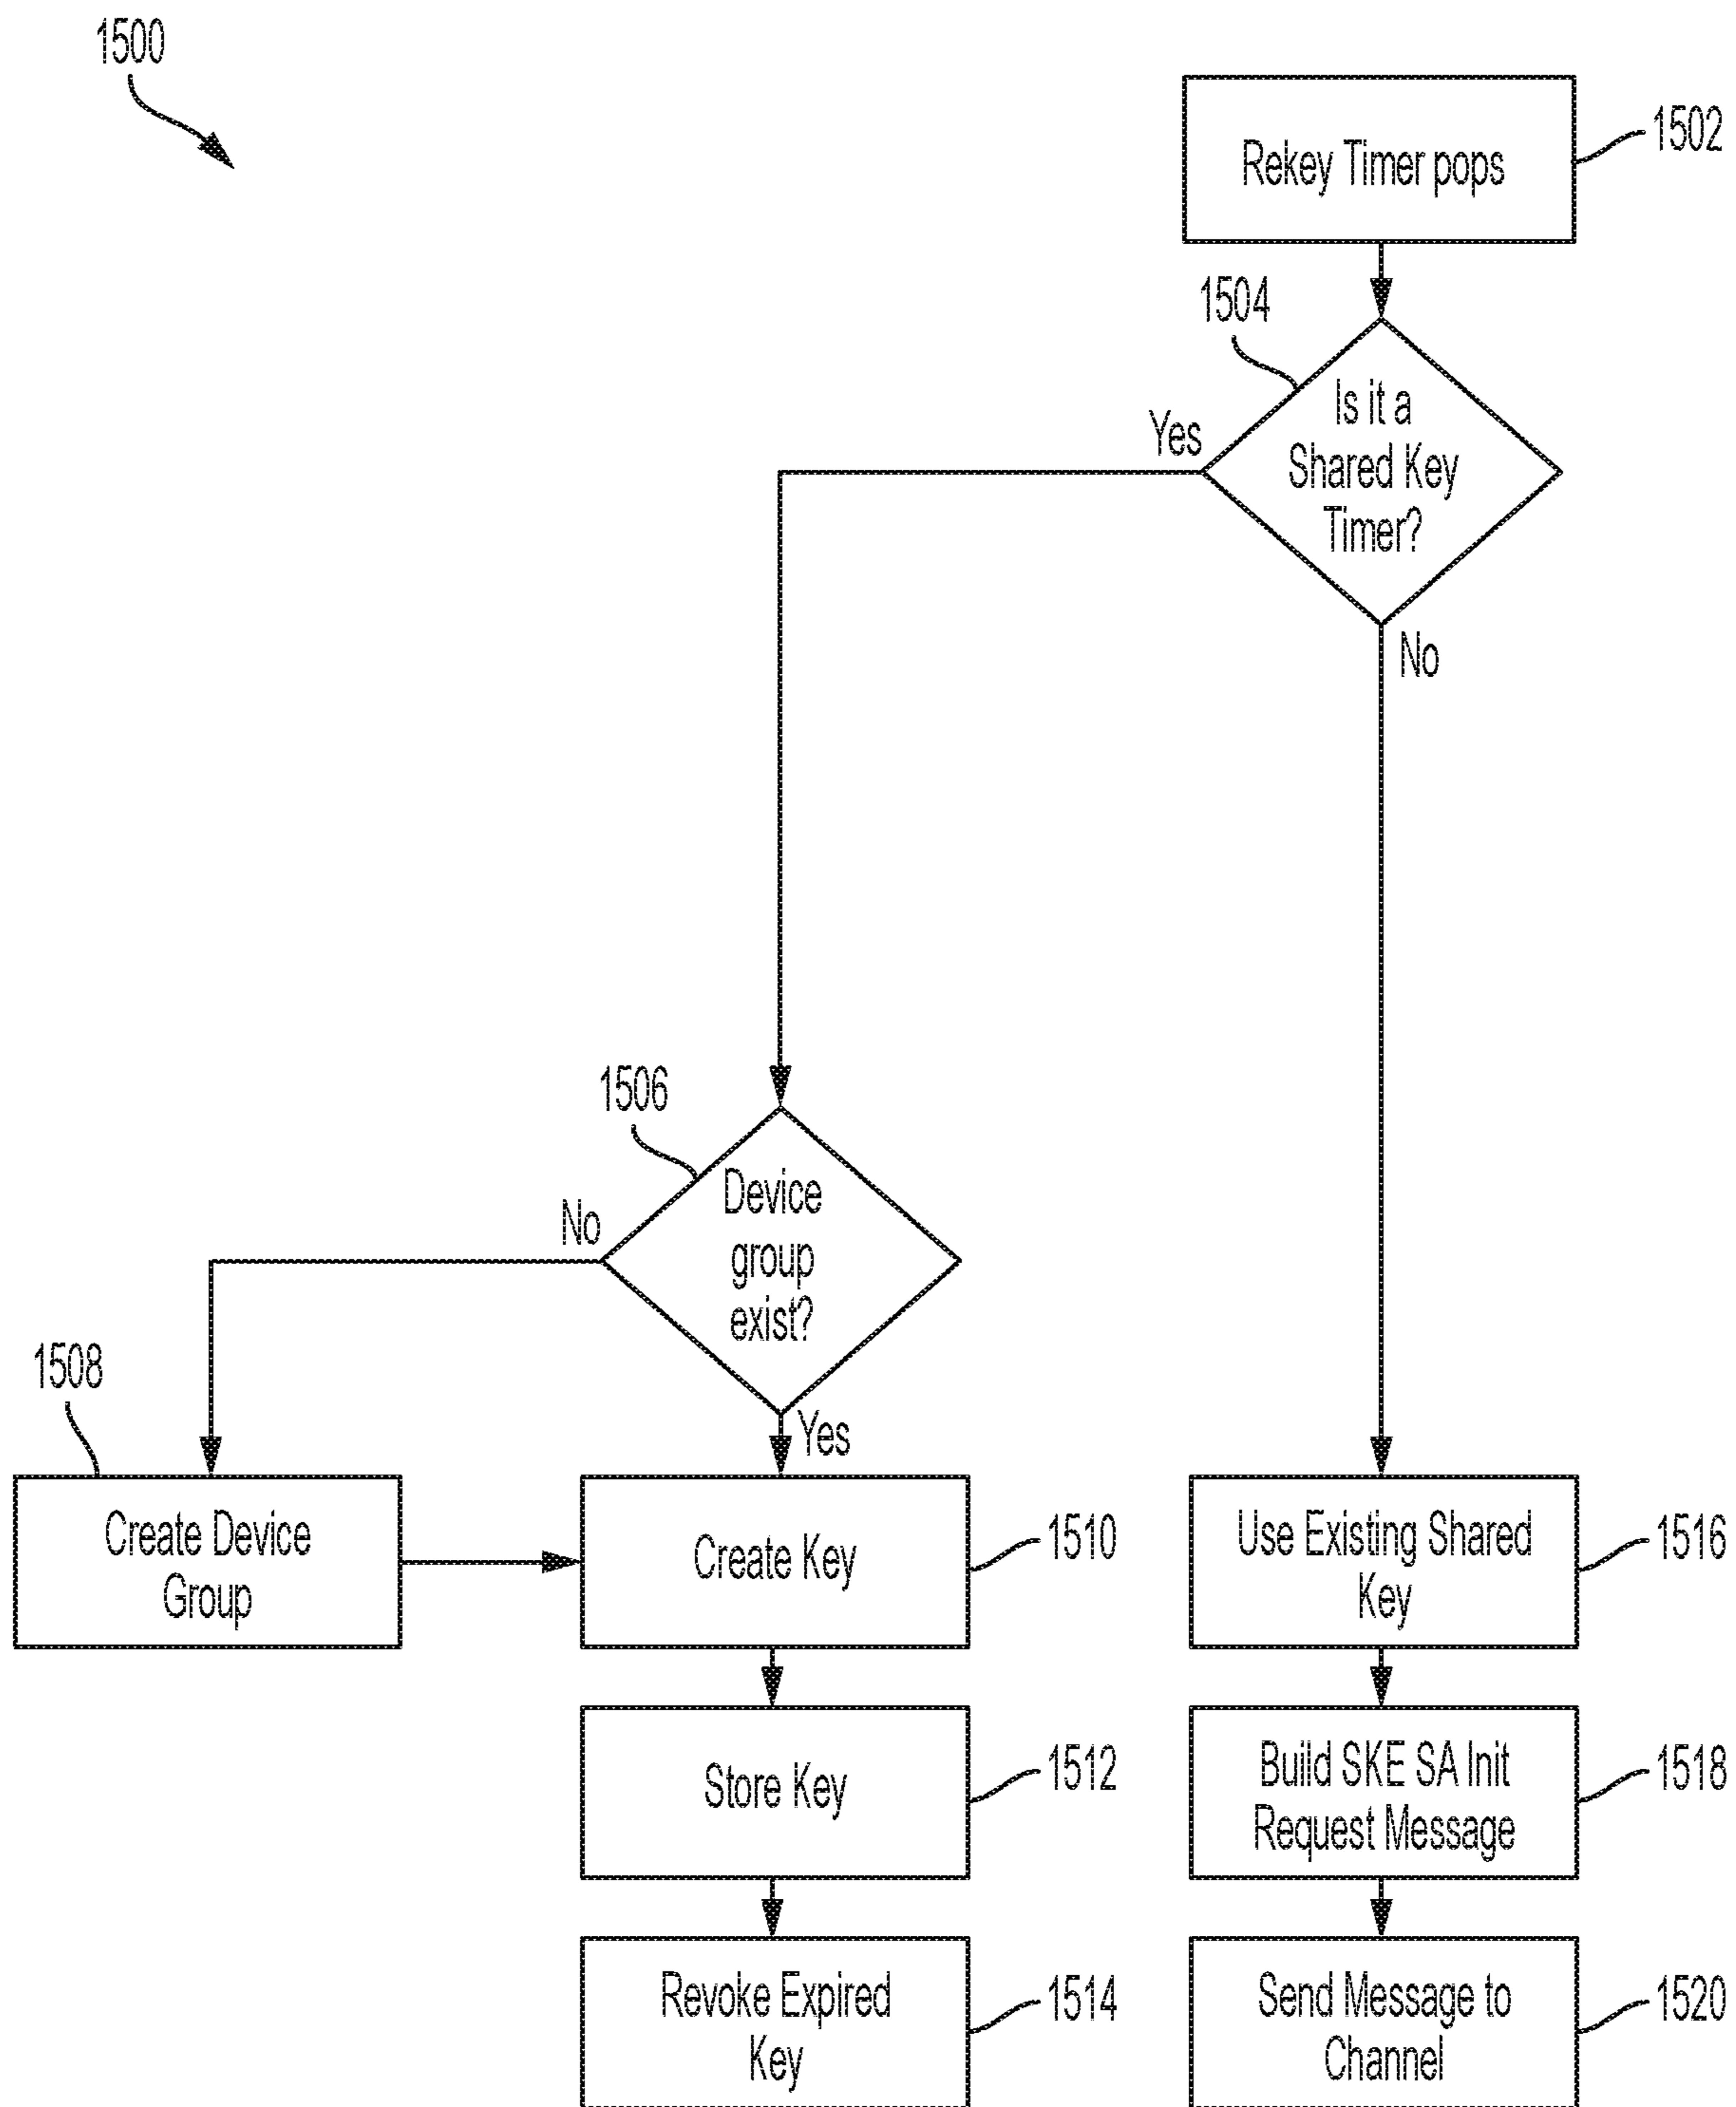 1500
Rekey Timer pops
1502
1504
Is it a
Shared Key
Timer?
Yes
No
1506
Device
group
exist?
No
Yes
1508
Create Device
Group
Create Key
1510
Use Existing Shared
Key
1516
Store Key
1512
Build SKE SA Init
Request Message
1518
Revoke Expired
Key
1514
Send Message to
Channel
1520